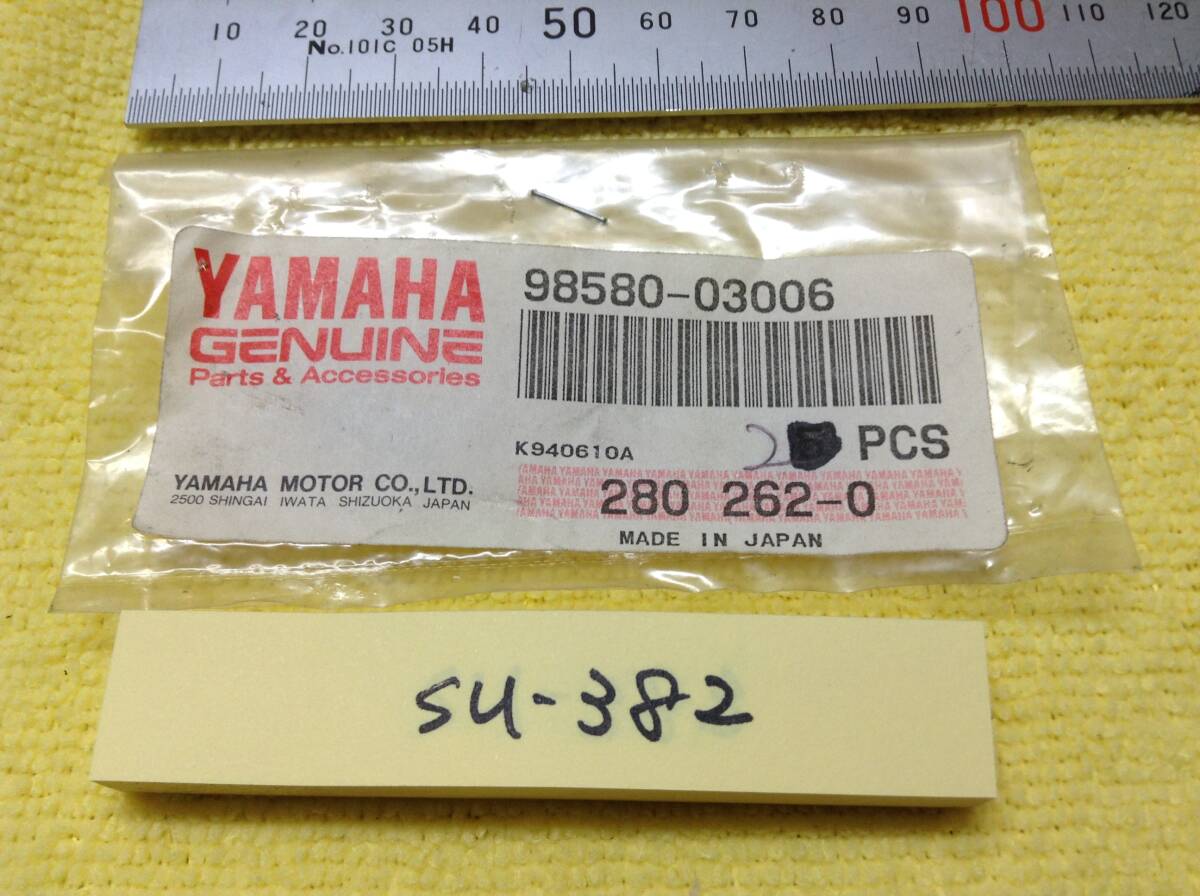 10 20 30 40 50 60 70 80 90 100 110 120
No.101C 05H
YAMAHA
GENUINE
Parts & Accessories
98580-03006
2 PCS
K940610A
YAMAHA MOTOR CO.,LTD.
2500 SHINGAI IWATA SHIZUOKA JAPAN
280 262-0
MADE IN JAPAN
SU-382